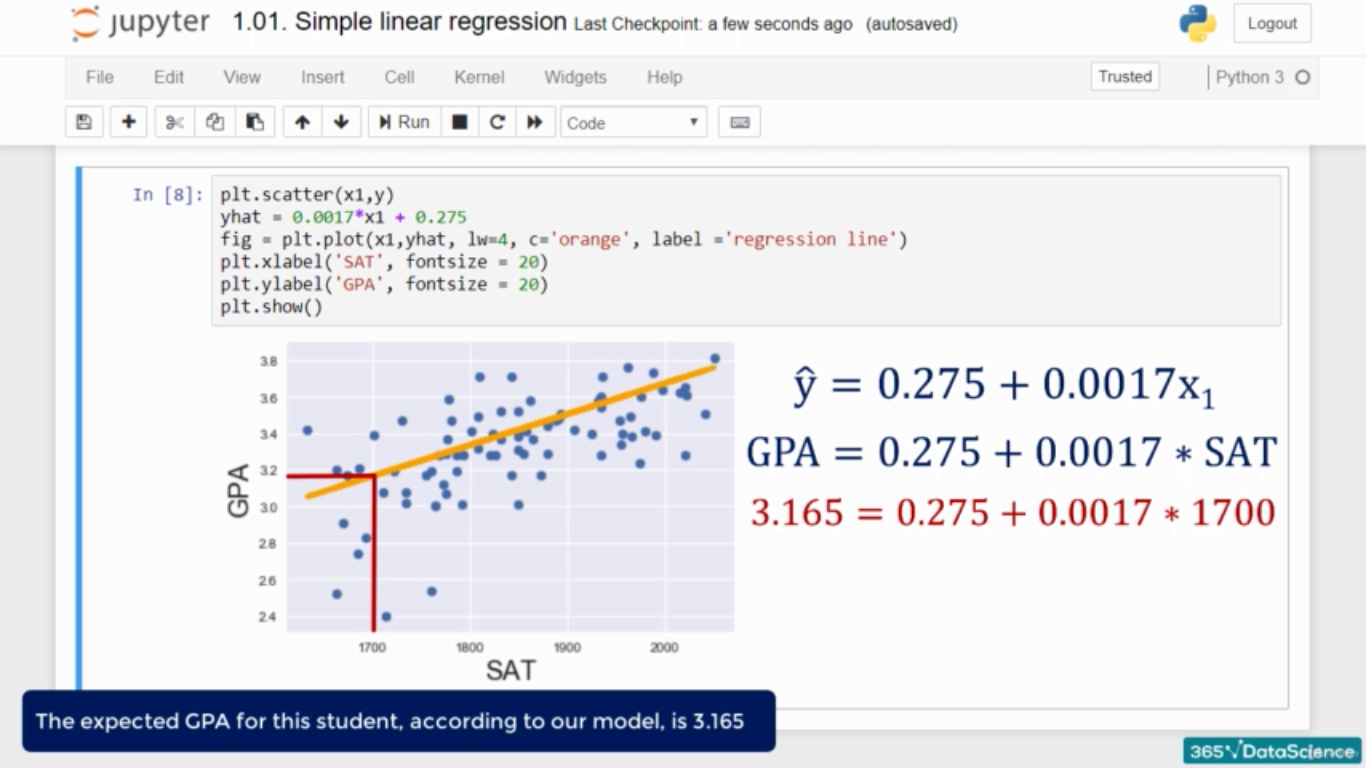 jupyter 1.01. Simple linear regression Last Checkpoint: a few seconds ago (autosaved) Logout
File Edit View Insert Cell Kernel Widgets Help Trusted Python 3
Run Code
In [8]: plt.scatter(x1,y)
yhat = 0.0017*x1 + 0.275
fig = plt.plot(x1,yhat, lw=4, c='orange', label ='regression line')
plt.xlabel('SAT', fontsize = 20)
plt.ylabel('GPA', fontsize = 20)
plt.show()
3.8
3.6
3.4
3.2
3.0
2.8
2.6
2.4
GPA
1700 1800 1900 2000
SAT
ŷ = 0.275 + 0.0017x₁
GPA = 0.275 + 0.0017 ∗ SAT
3.165 = 0.275 + 0.0017 ∗ 1700
The expected GPA for this student, according to our model, is 3.165
365√DataScience